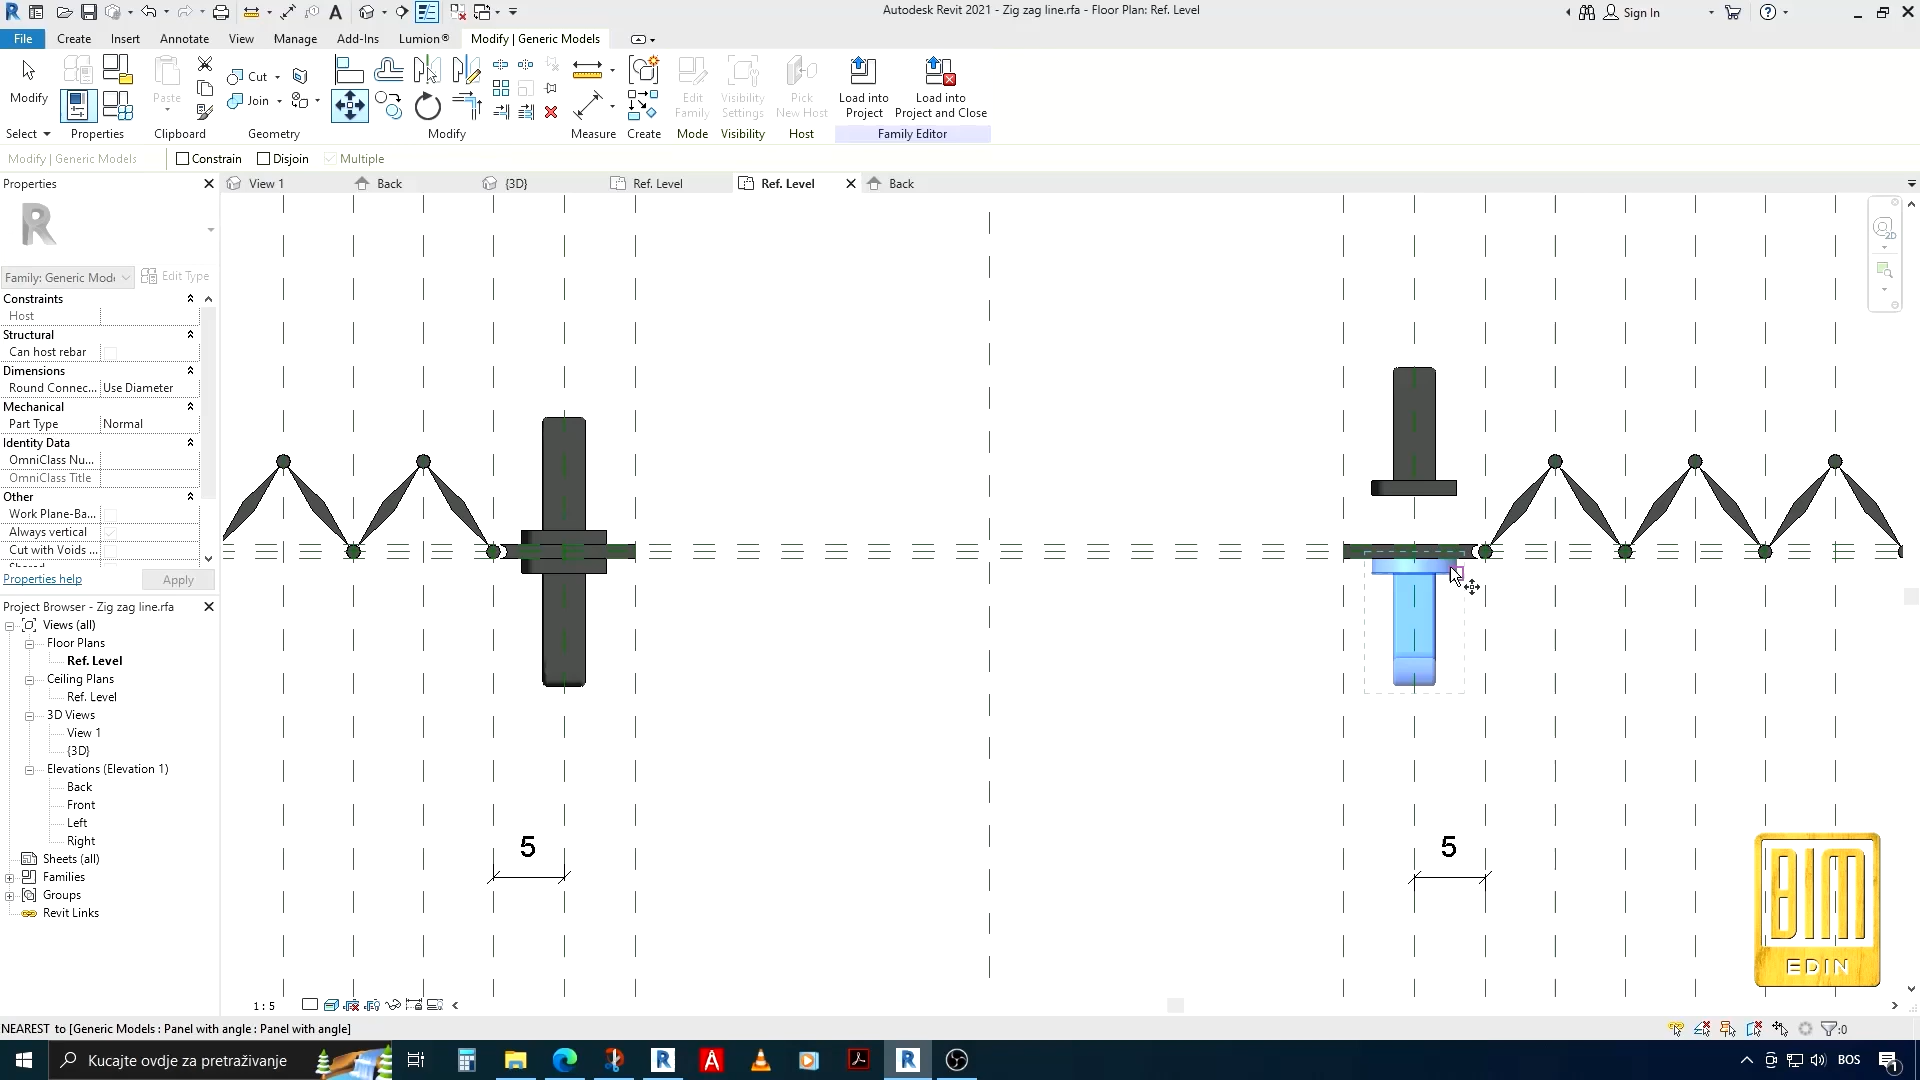 Autodesk Revit 2021 - Zig zag line.rfa - Floor Plan: Ref. Level
Sign In
File Create Insert Annotate View Manage Add-Ins Lumion® Modify | Generic Models
Modify
Paste
Cut
Join
Edit Family
Visibility Settings
Pick New Host
Load into Project
Load into Project and Close
Select Properties Clipboard Geometry Modify Measure Create Mode Visibility Host Family Editor
Modify | Generic Models Constrain Disjoin Multiple
Properties
View 1 Back {3D} Ref. Level Ref. Level Back
2D
Family: Generic Mod
Edit Type
Constraints
Host
Structural
Can host rebar
Dimensions
Round Connec... Use Diameter
Mechanical
Part Type Normal
Identity Data
OmniClass Nu...
OmniClass Title
Other
Work Plane-Ba...
Always vertical
Cut with Voids ...
Properties help Apply
Project Browser - Zig zag line.rfa
Views (all)
Floor Plans
Ref. Level
Ceiling Plans
Ref. Level
3D Views
View 1
{3D}
Elevations (Elevation 1)
Back
Front
Left
Right
Sheets (all)
Families
Groups
Revit Links
5
5
BIM
EDIN
1 : 5
NEAREST to [Generic Models : Panel with angle : Panel with angle]
:0
Kucajte ovdje za pretraživanje
BOS
1